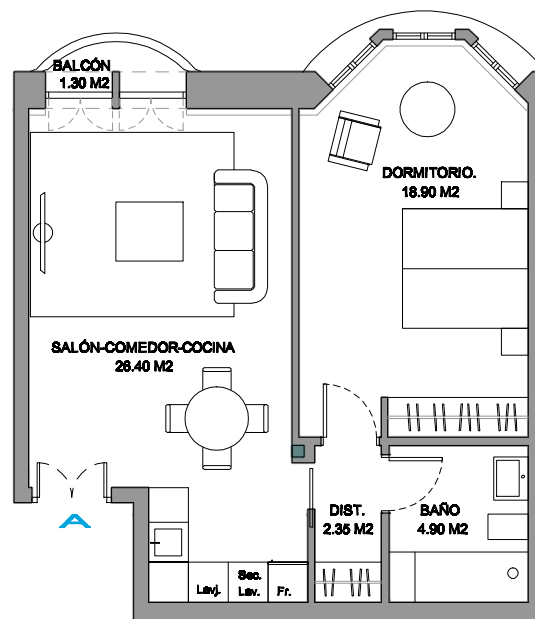 BALCÓN
1.30 M2
DORMITORIO.
18.90 M2
SALÓN-COMEDOR-COCINA
26.40 M2
DIST.
2.35 M2
BAÑO
4.90 M2
A
Lavj.
Sec.
Lav.
Fr.